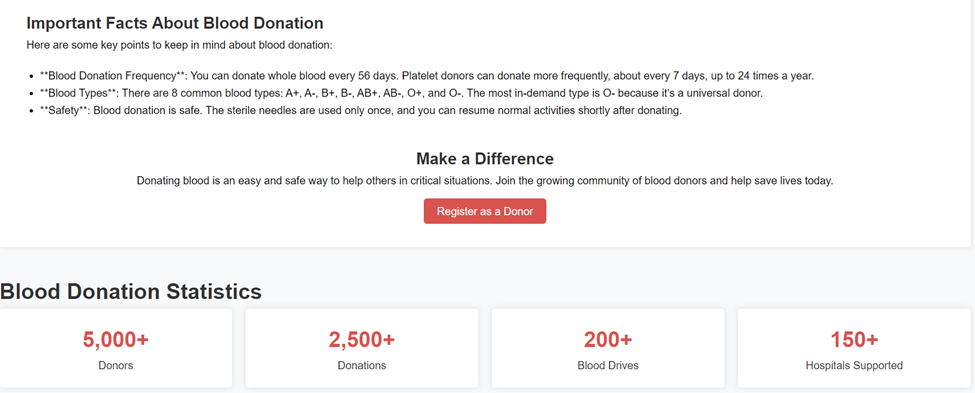 Important Facts About Blood Donation
Here are some key points to keep in mind about blood donation:
• **Blood Donation Frequency**: You can donate whole blood every 56 days. Platelet donors can donate more frequently, about every 7 days, up to 24 times a year.
• **Blood Types**: There are 8 common blood types: A+, A-, B+, B-, AB+, AB-, O+, and O-. The most in-demand type is O- because it's a universal donor.
• **Safety**: Blood donation is safe. The sterile needles are used only once, and you can resume normal activities shortly after donating.
Make a Difference
Donating blood is an easy and safe way to help others in critical situations. Join the growing community of blood donors and help save lives today.
Register as a Donor
Blood Donation Statistics
5,000+
Donors
2,500+
Donations
200+
Blood Drives
150+
Hospitals Supported